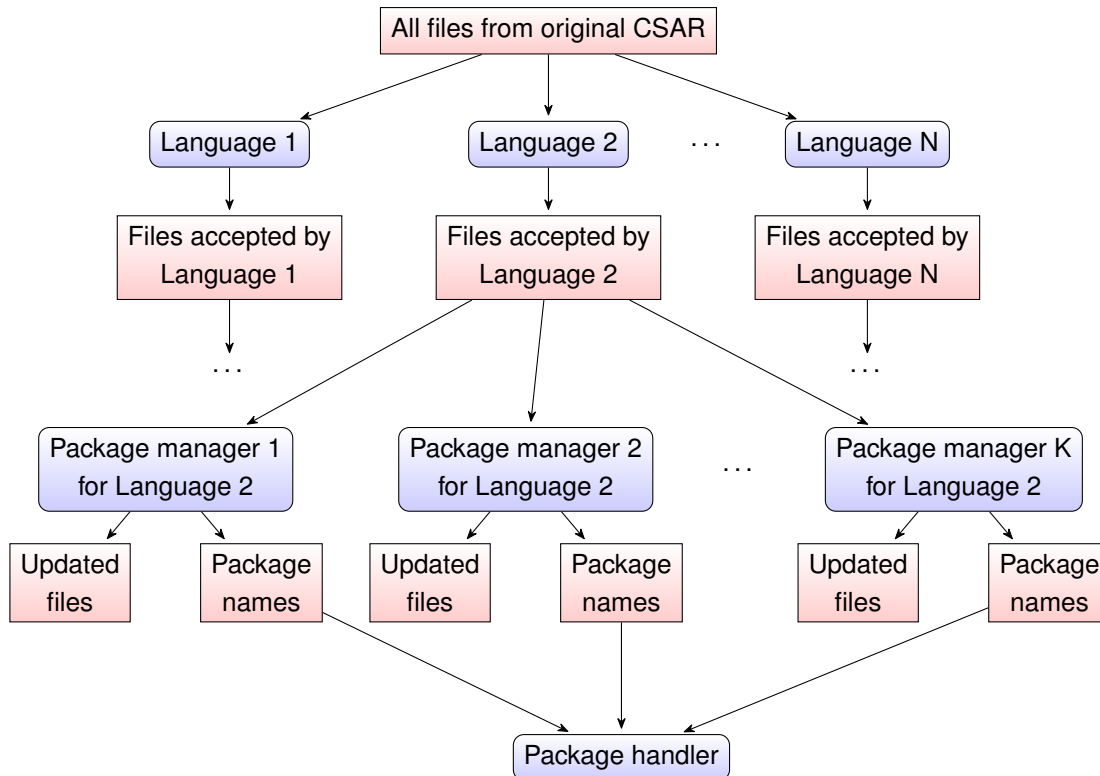 All files from original CSAR
Language 1
Language 2
. . .
Language N
Files accepted by
Language 1
Files accepted by
Language 2
Files accepted by
Language N
. . .
. . .
Package manager 1
for Language 2
Package manager 2
for Language 2
. . .
Package manager K
for Language 2
Updated
files
Package
names
Updated
files
Package
names
Updated
files
Package
names
Package handler